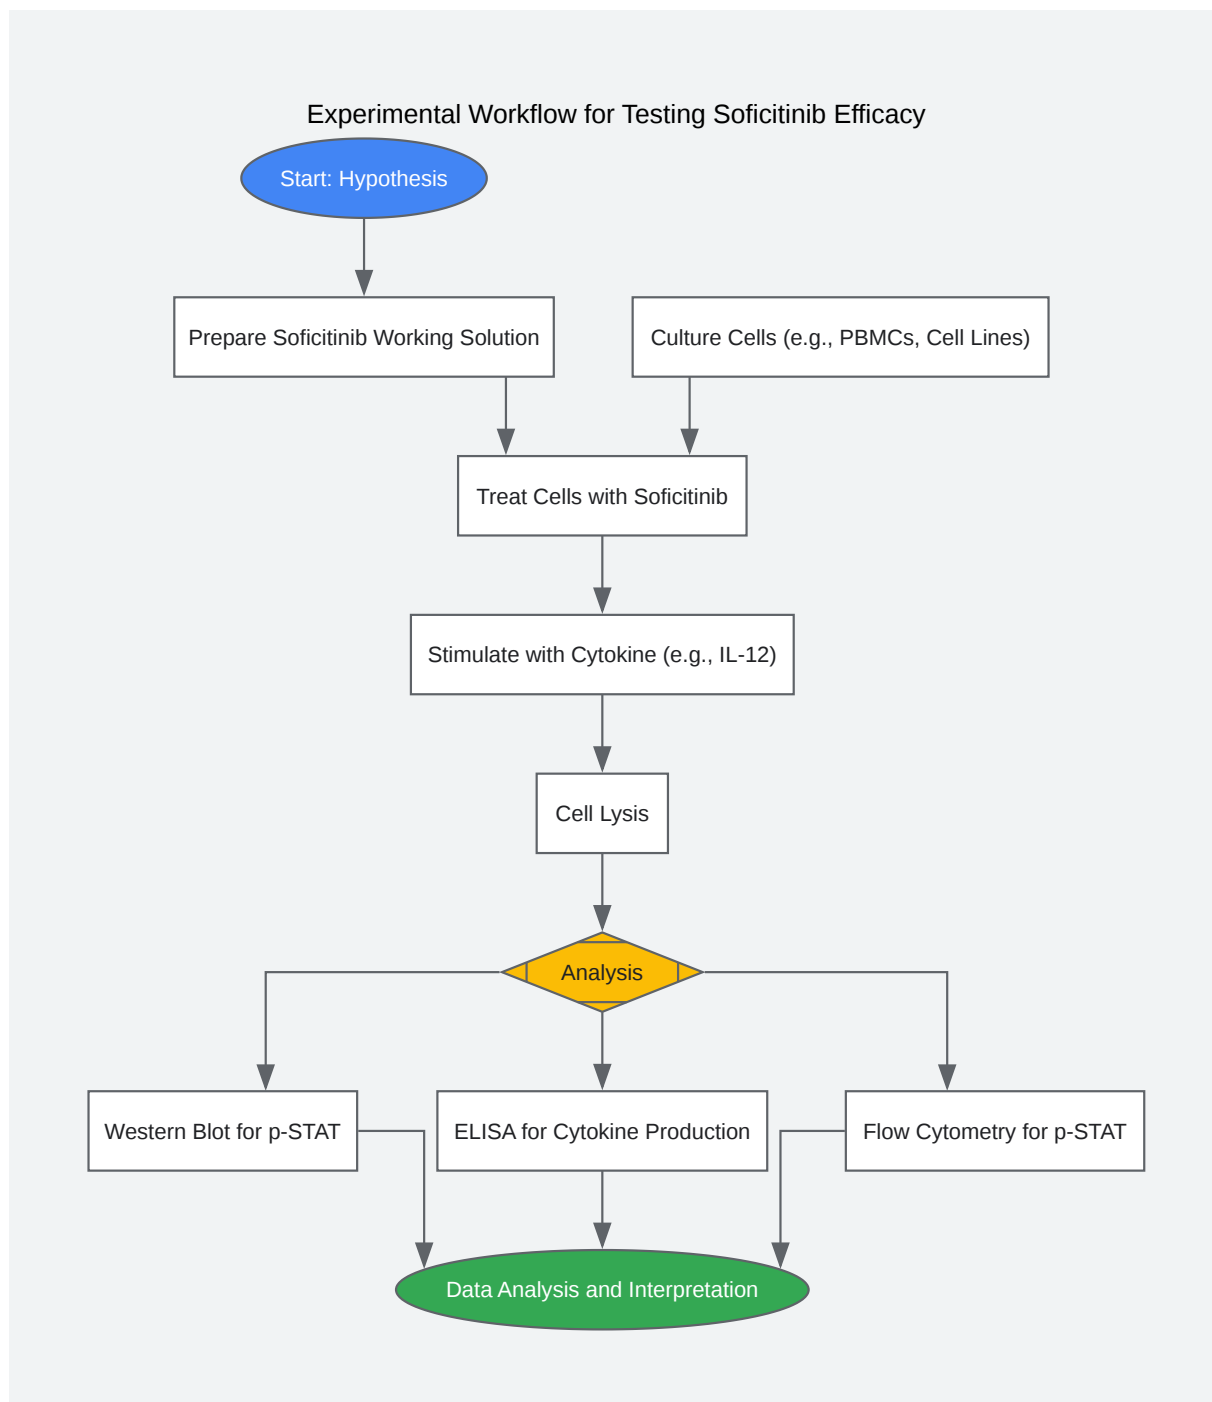 Experimental Workflow for Testing Soficitinib Efficacy
Start: Hypothesis
Prepare Soficitinib Working Solution
Culture Cells (e.g., PBMCs, Cell Lines)
Treat Cells with Soficitinib
Stimulate with Cytokine (e.g., IL-12)
Cell Lysis
Analysis
Western Blot for p-STAT
ELISA for Cytokine Production
Flow Cytometry for p-STAT
Data Analysis and Interpretation